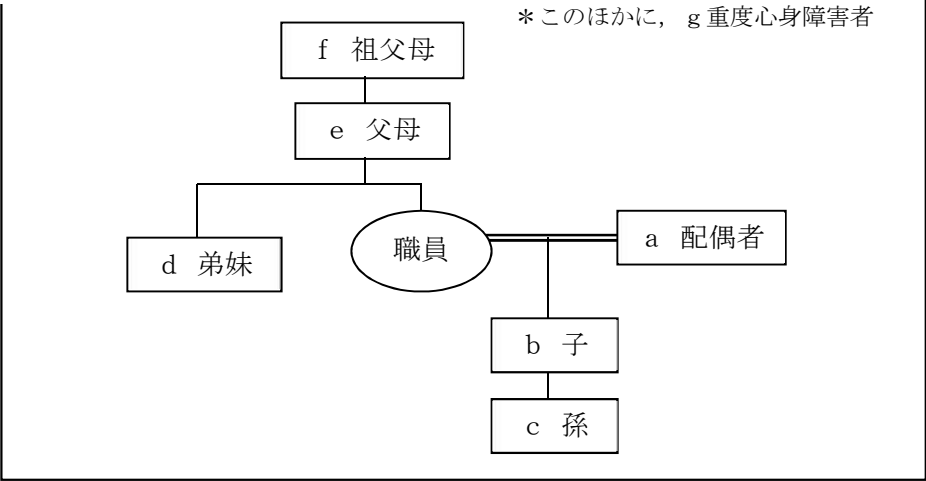 ＊このほかに，ｇ重度心身障害者
ｆ　祖父母
ｅ　父母
ｄ　弟妹
職員
ａ　配偶者
ｂ　子
ｃ　孫